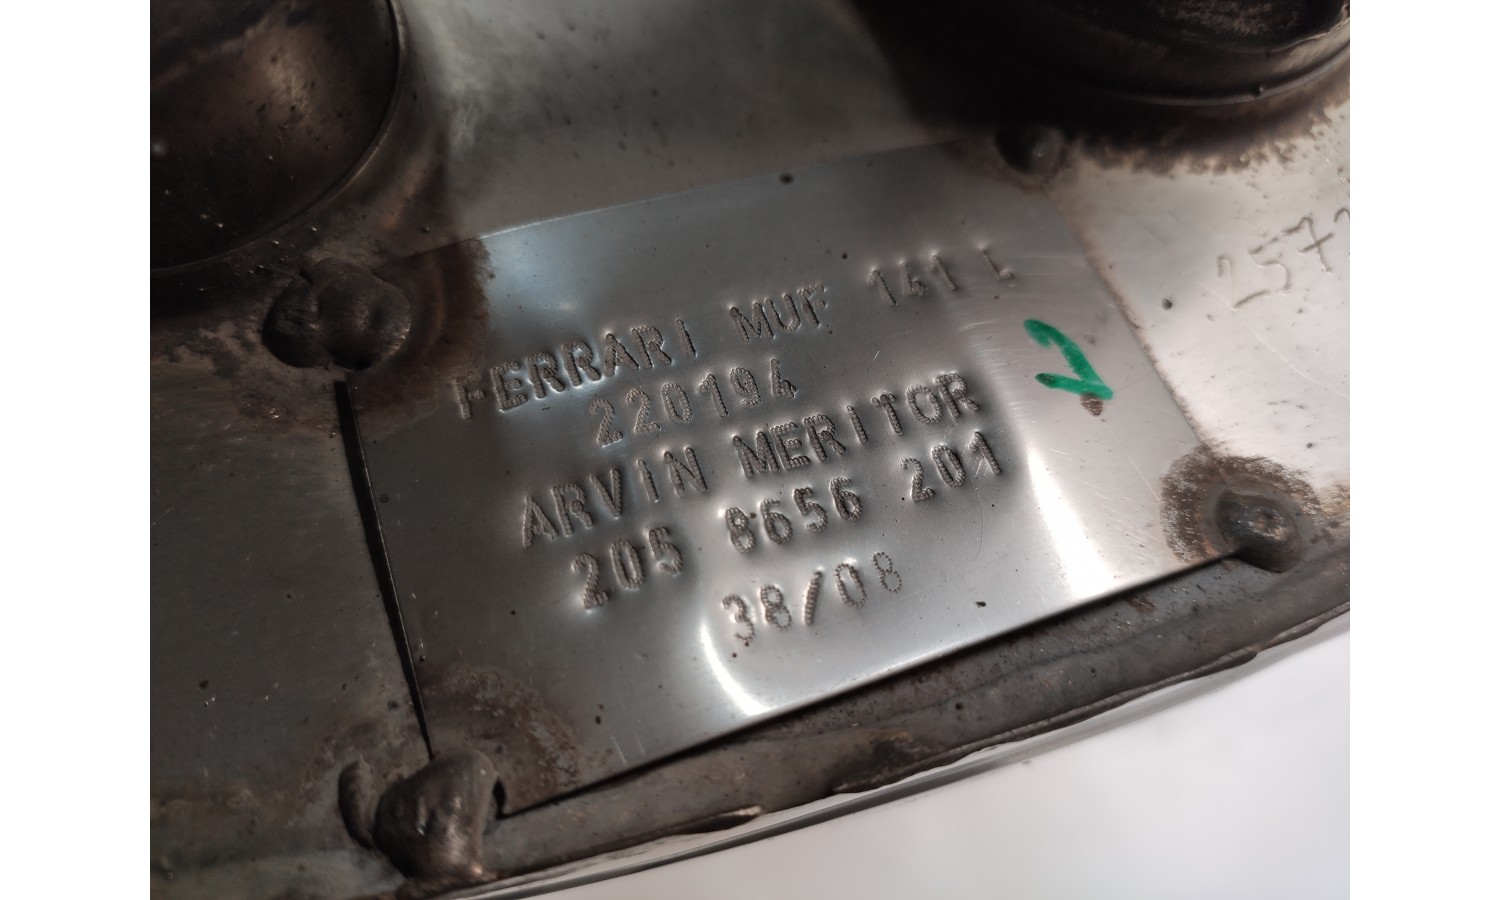 FERRARI MUF 141 L
220194
ARVIN MERITOR
205 8656 201
38/08